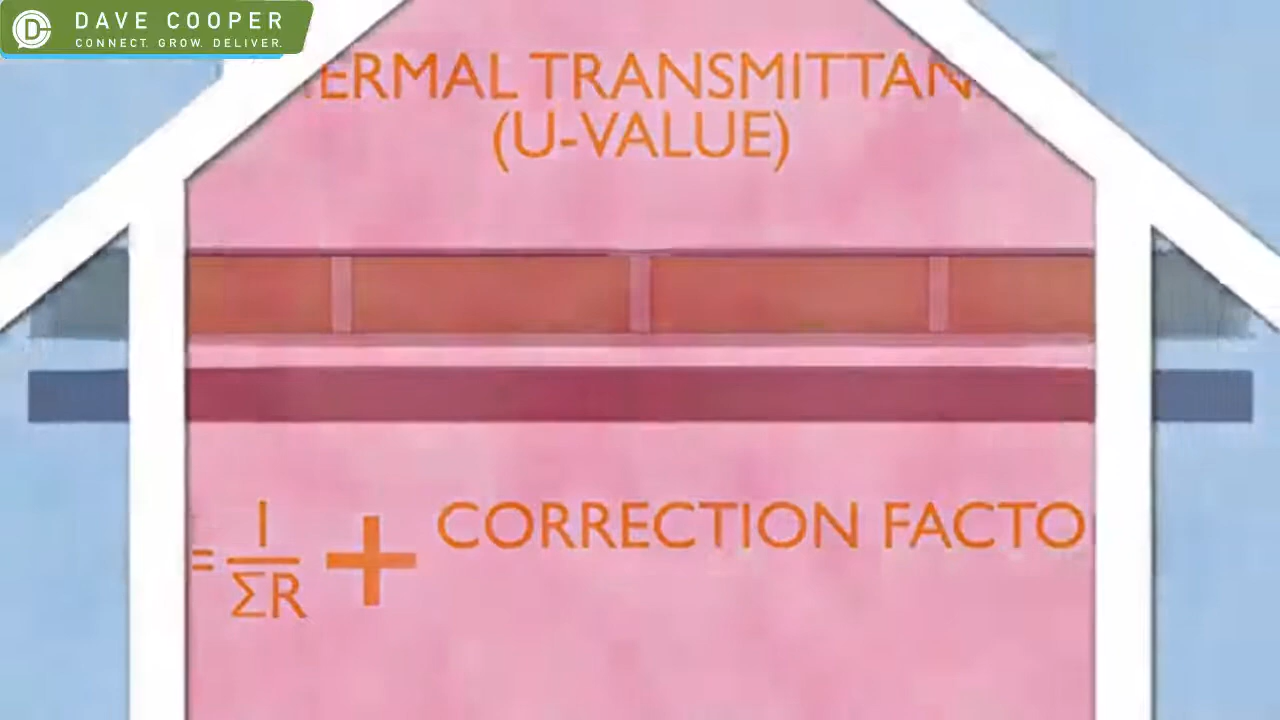 DAVE COOPER
CONNECT. GROW. DELIVER.
ERMAL TRANSMITTAN
(U-VALUE)
= 1/ΣR + CORRECTION FACTO